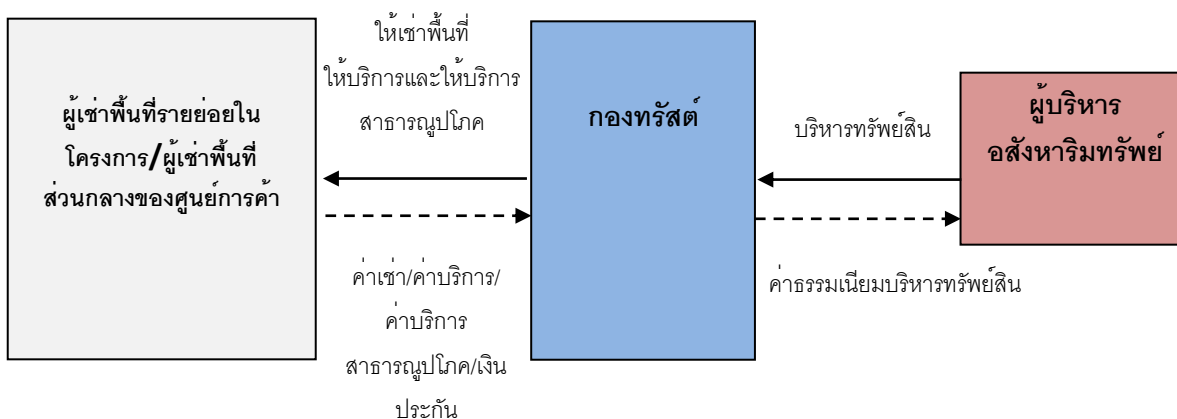 ผู้เช่าพื้นที่รายย่อยใน
โครงการ/ผู้เช่าพื้นที่
ส่วนกลางของศูนย์การค้า
ให้เช่าพื้นที่
ให้บริการและให้บริการ
สาธารณูปโภค
ค่าเช่า/ค่าบริการ/
ค่าบริการ
สาธารณูปโภค/เงิน
ประกัน
กองทรัสต์
บริหารทรัพย์สิน
ค่าธรรมเนียมบริหารทรัพย์สิน
ผู้บริหาร
อสังหาริมทรัพย์